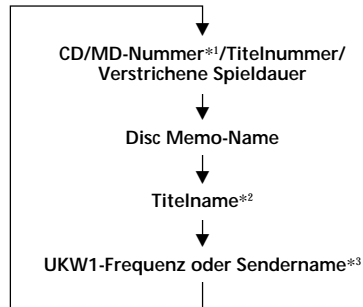 CD/MD-Nummer*1/Titelnummer/
Verstrichene Spieldauer
Disc Memo-Name
Titelname*2
UKW1-Frequenz oder Sendername*3